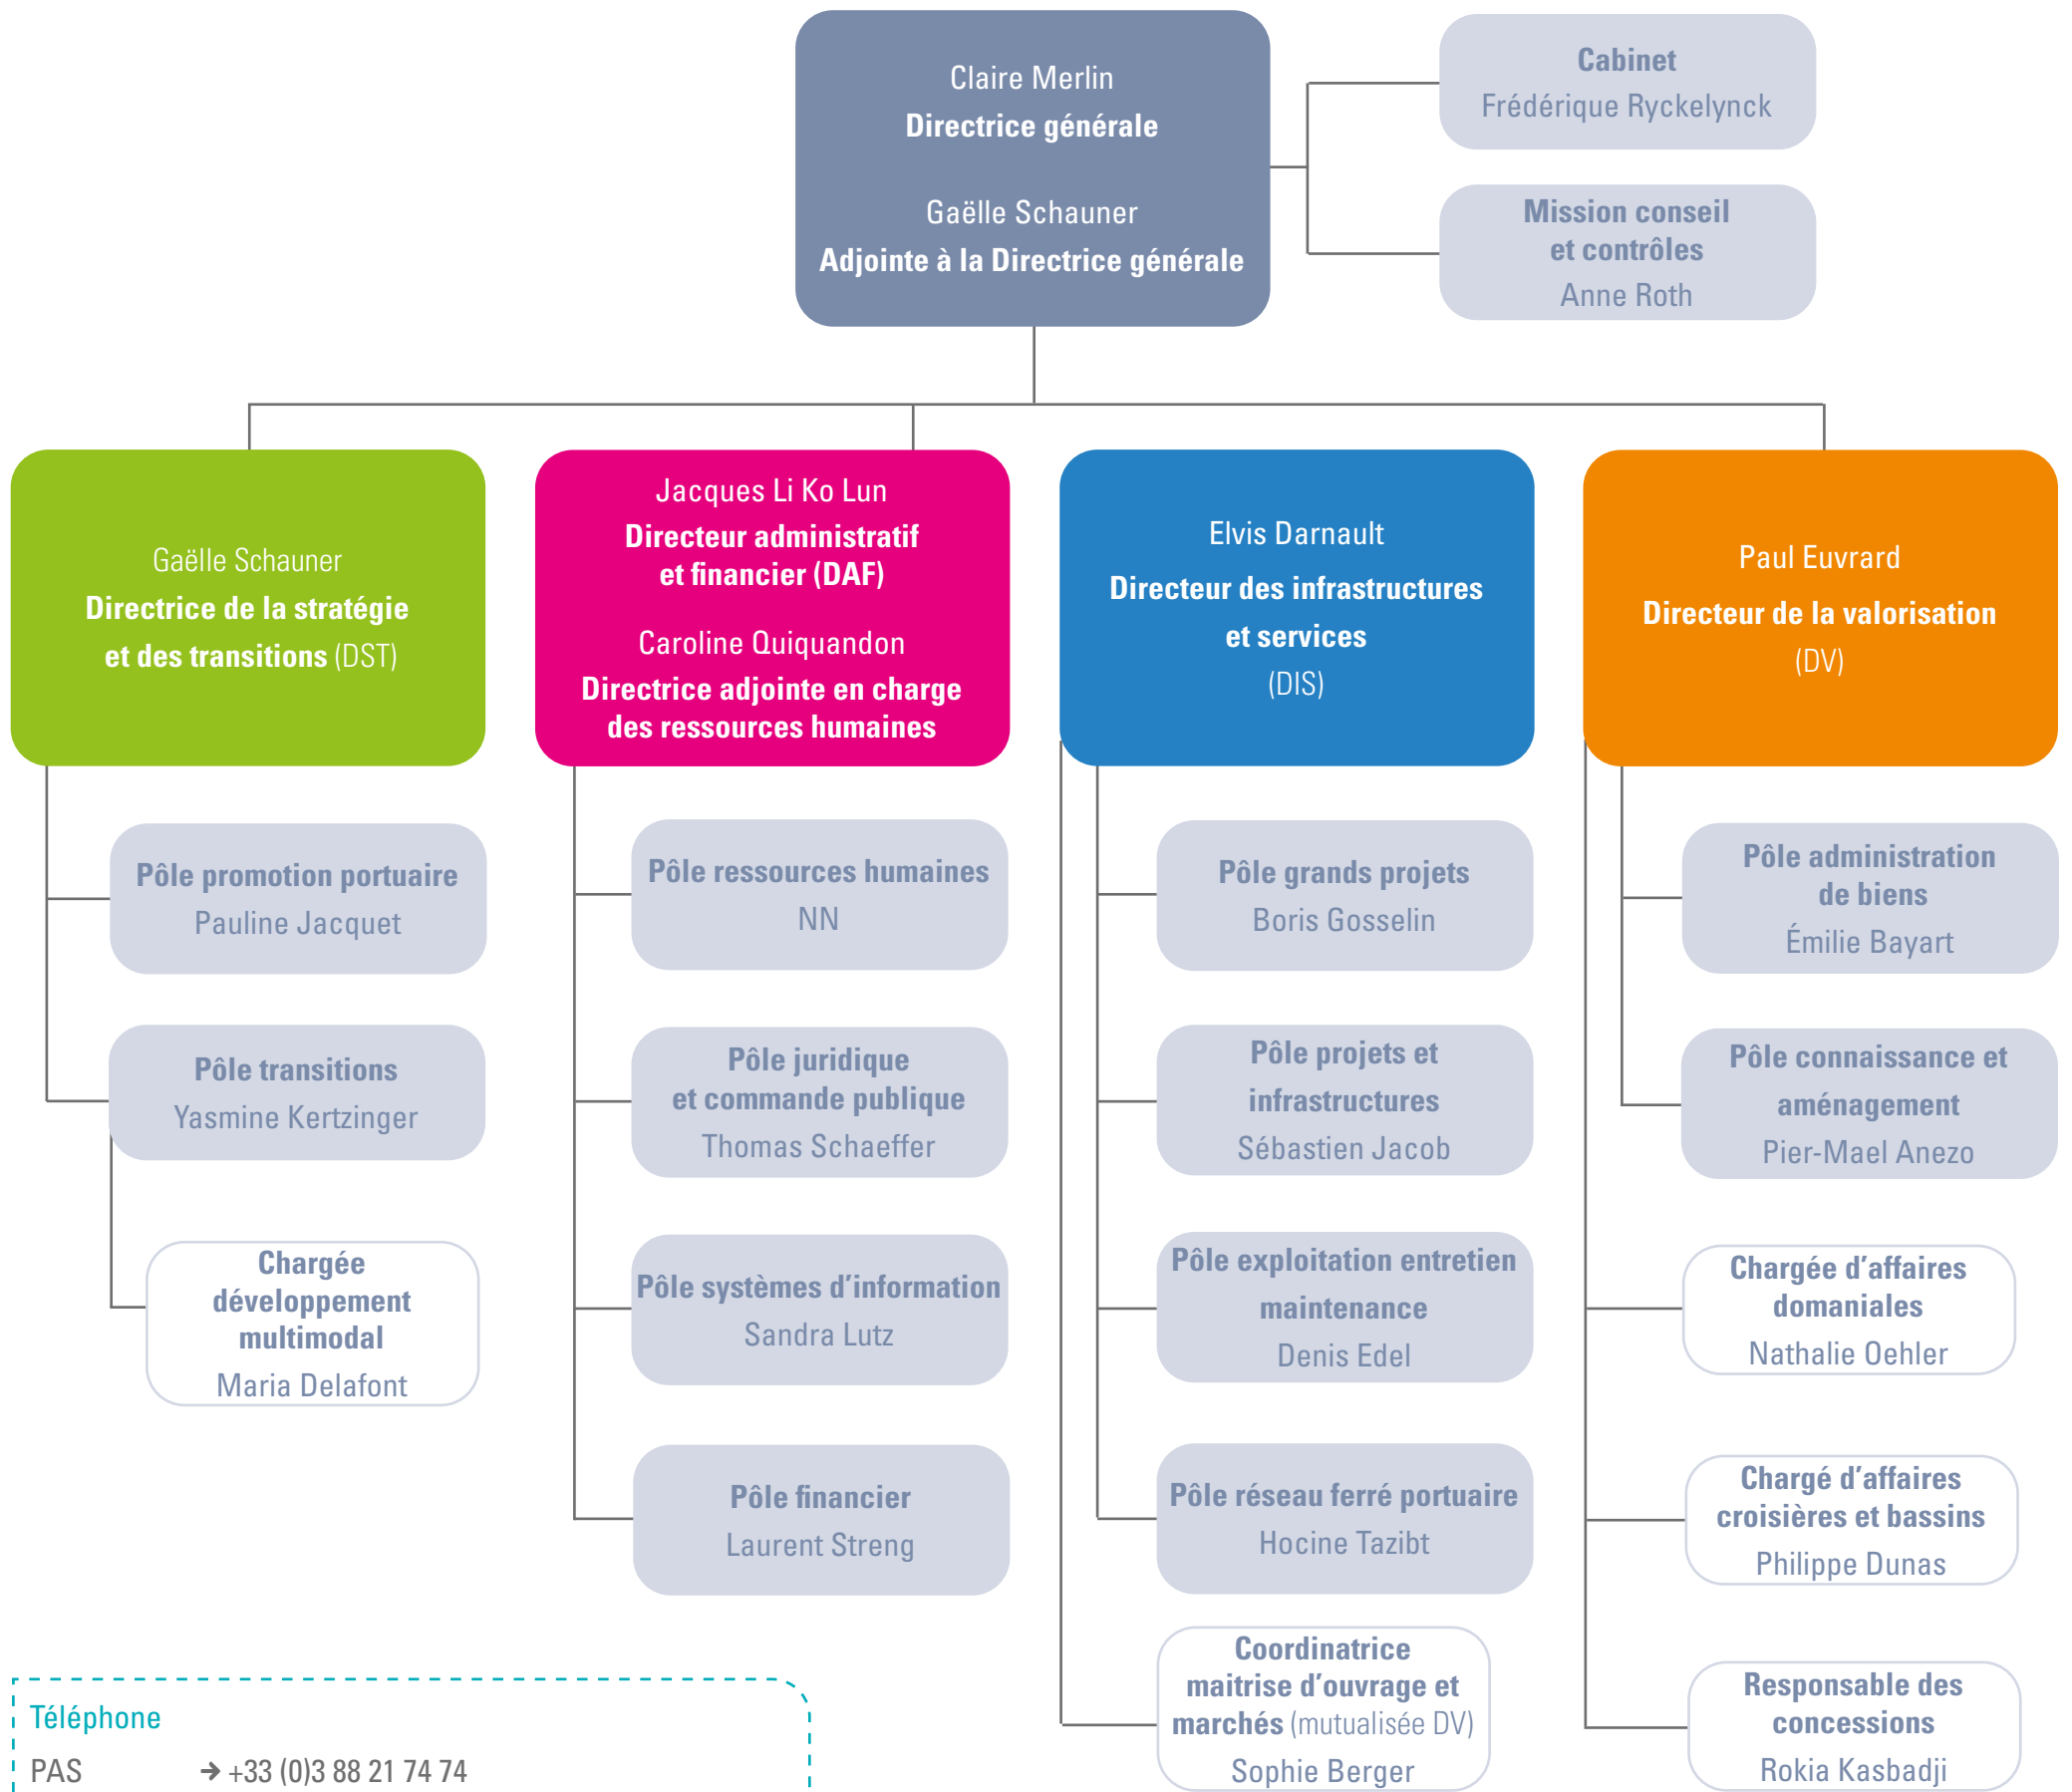 Claire Merlin
Directrice générale
Gaëlle Schauner
Adjointe à la Directrice générale
Cabinet
Frédérique Ryckelynck
Mission conseil
et contrôles
Anne Roth
Gaëlle Schauner
Directrice de la stratégie
et des transitions (DST)
Jacques Li Ko Lun
Directeur administratif
et financier (DAF)
Caroline Quiquandon
Directrice adjointe en charge
des ressources humaines
Elvis Darnault
Directeur des infrastructures
et services
(DIS)
Paul Euvrard
Directeur de la valorisation
(DV)
Pôle promotion portuaire
Pauline Jacquet
Pôle transitions
Yasmine Kertzinger
Chargée
développement
multimodal
Maria Delafont
Pôle ressources humaines
NN
Pôle juridique
et commande publique
Thomas Schaeffer
Pôle systèmes d'information
Sandra Lutz
Pôle financier
Laurent Streng
Pôle grands projets
Boris Gosselin
Pôle projets et
infrastructures
Sébastien Jacob
Pôle exploitation entretien
maintenance
Denis Edel
Pôle réseau ferré portuaire
Hocine Tazibt
Coordinatrice
maitrise d'ouvrage et
marchés (mutualisée DV)
Sophie Berger
Pôle administration
de biens
Émilie Bayart
Pôle connaissance et
aménagement
Pier-Mael Anezo
Chargée d'affaires
domaniales
Nathalie Oehler
Chargé d'affaires
croisières et bassins
Philippe Dunas
Responsable des
concessions
Rokia Kasbadji
Téléphone
PAS → +33 (0)3 88 21 74 74